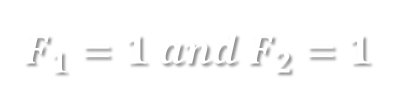 F₁ = 1 and F₂ = 1